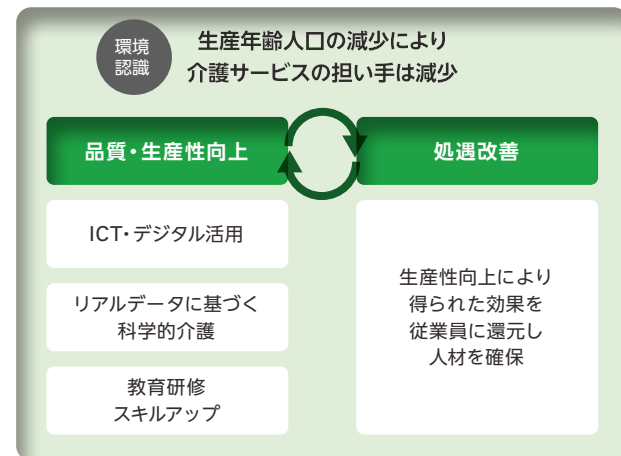 環境
認識
生産年齢人口の減少により
介護サービスの担い手は減少
品質・生産性向上
処遇改善
ICT・デジタル活用
リアルデータに基づく
科学的介護
教育研修
スキルアップ
生産性向上により
得られた効果を
従業員に還元し
人材を確保